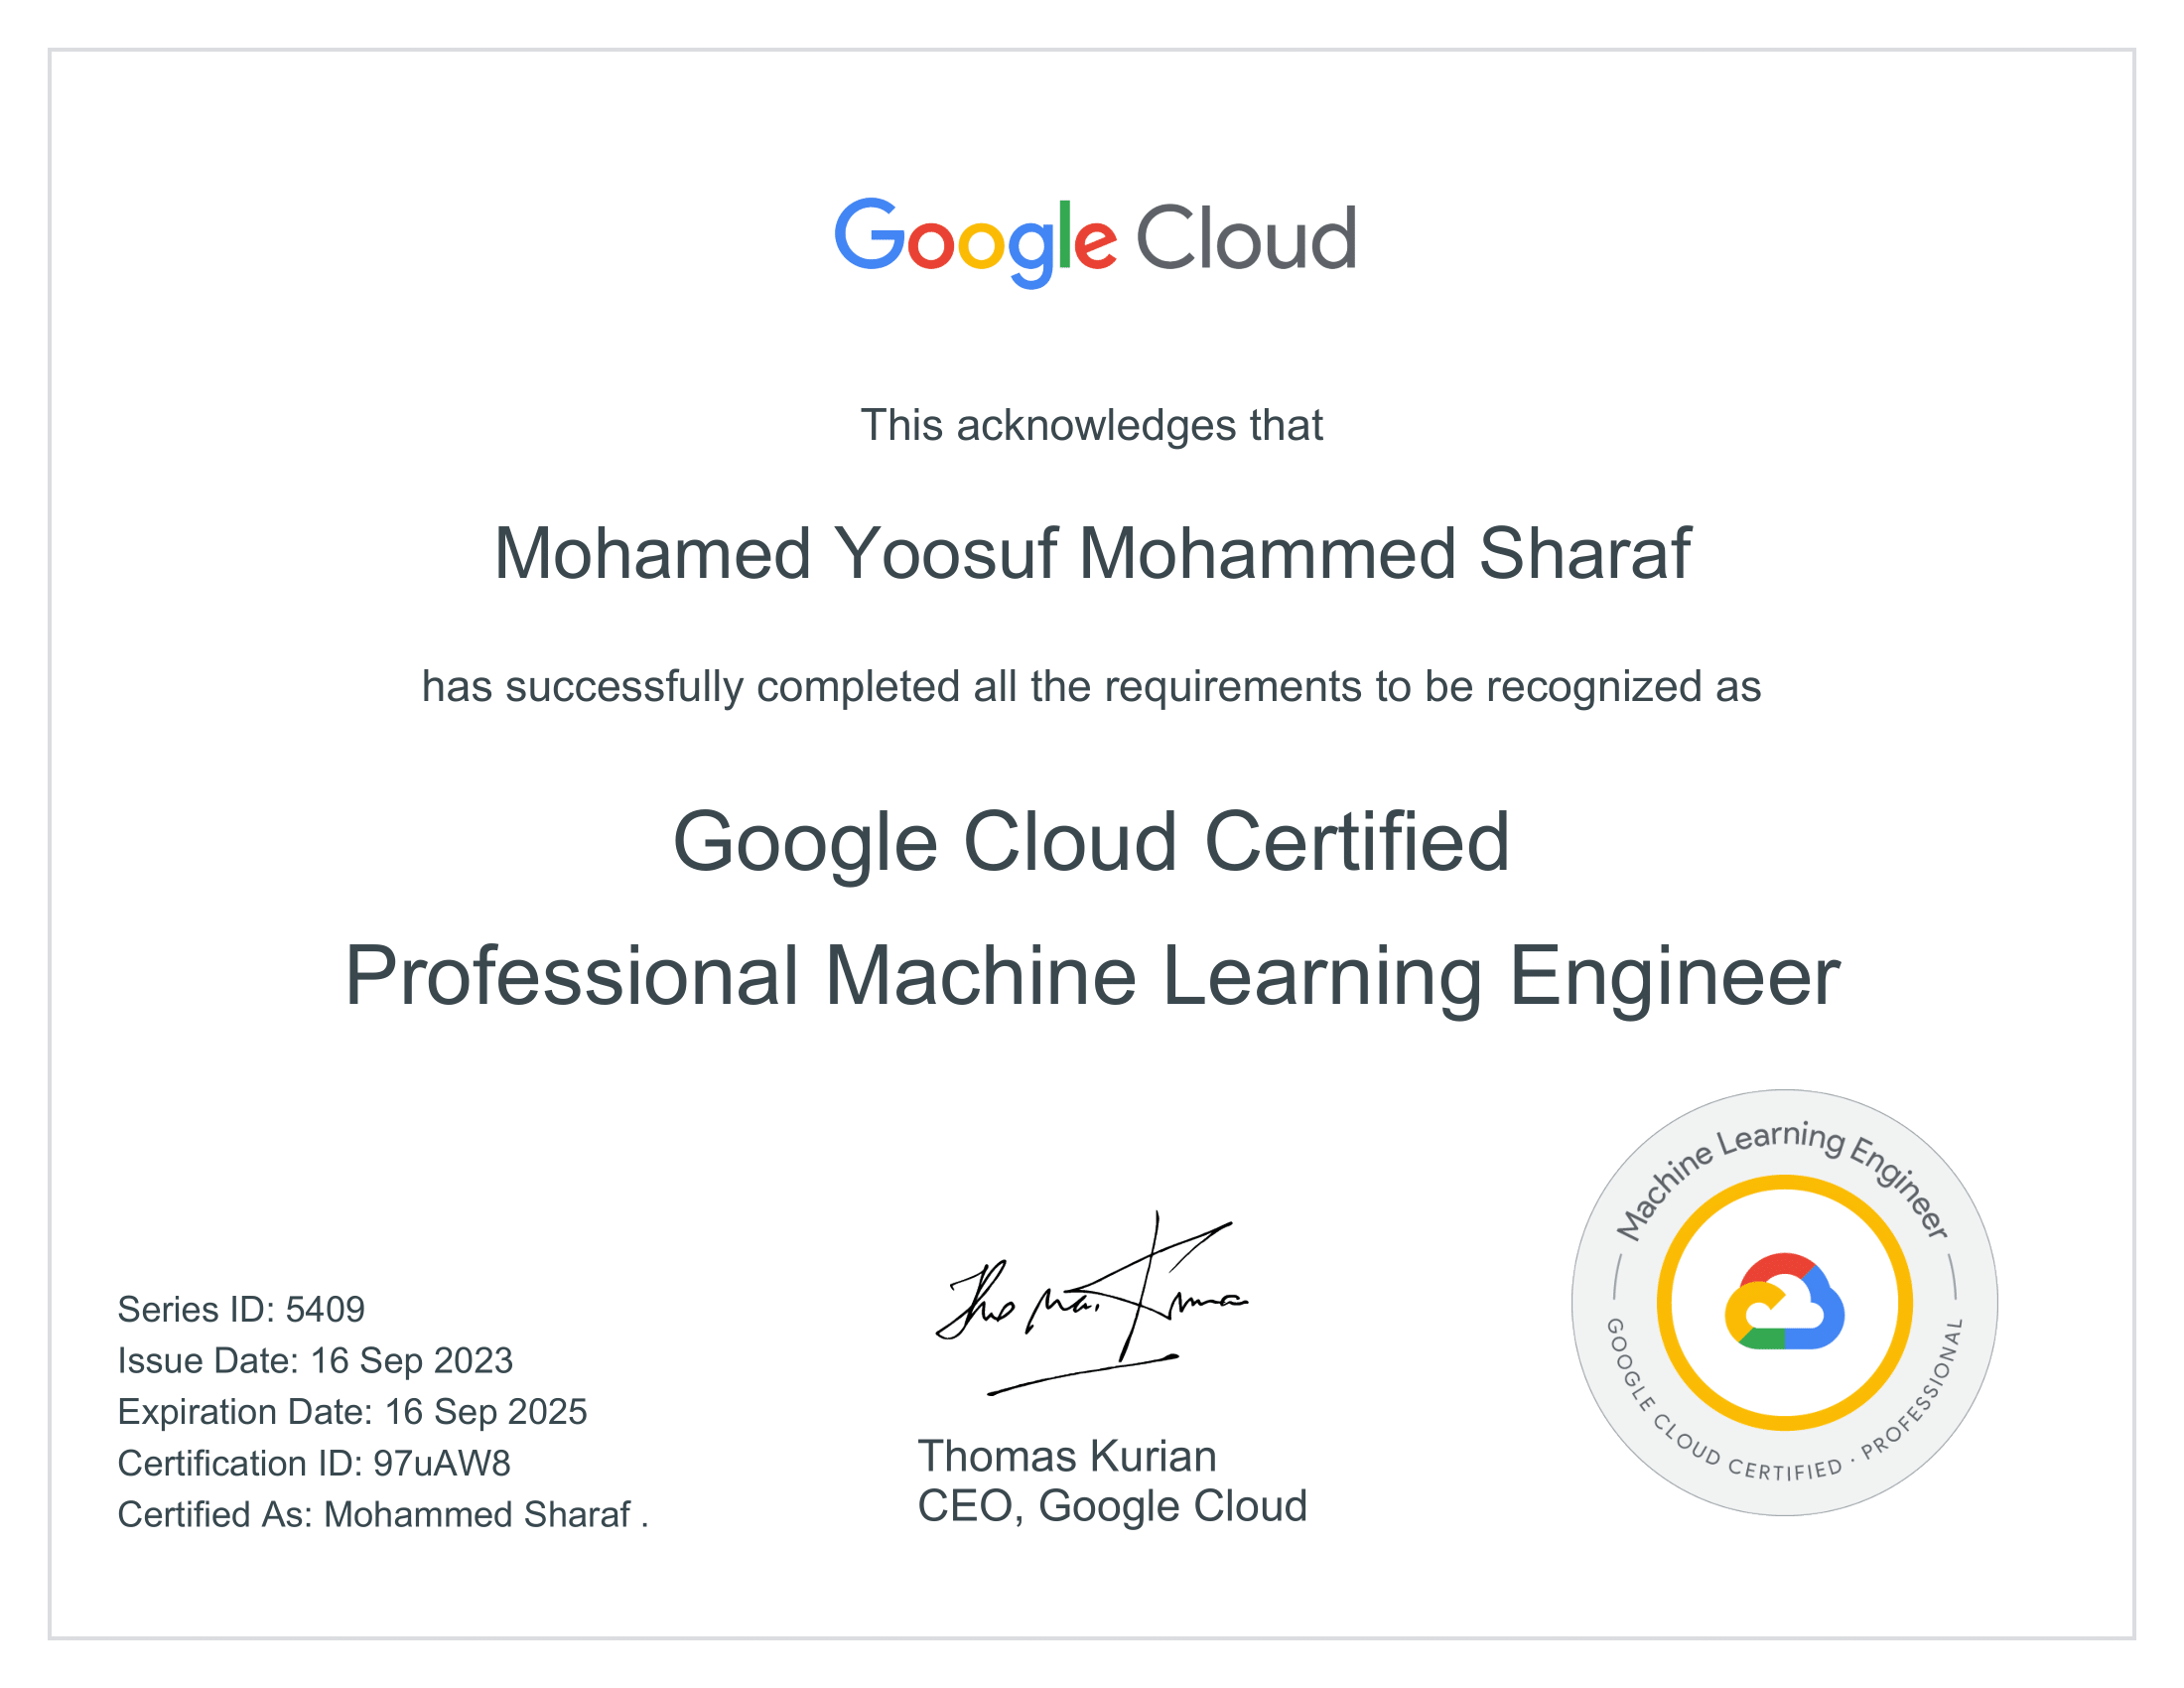 Google Cloud
This acknowledges that
Mohamed Yoosuf Mohammed Sharaf
has successfully completed all the requirements to be recognized as
Google Cloud Certified
Professional Machine Learning Engineer
Series ID: 5409
Issue Date: 16 Sep 2023
Expiration Date: 16 Sep 2025
Certification ID: 97uAW8
Certified As: Mohammed Sharaf .
Thomas Kurian
CEO, Google Cloud
Machine Learning Engineer
GOOGLE CLOUD CERTIFIED · PROFESSIONAL